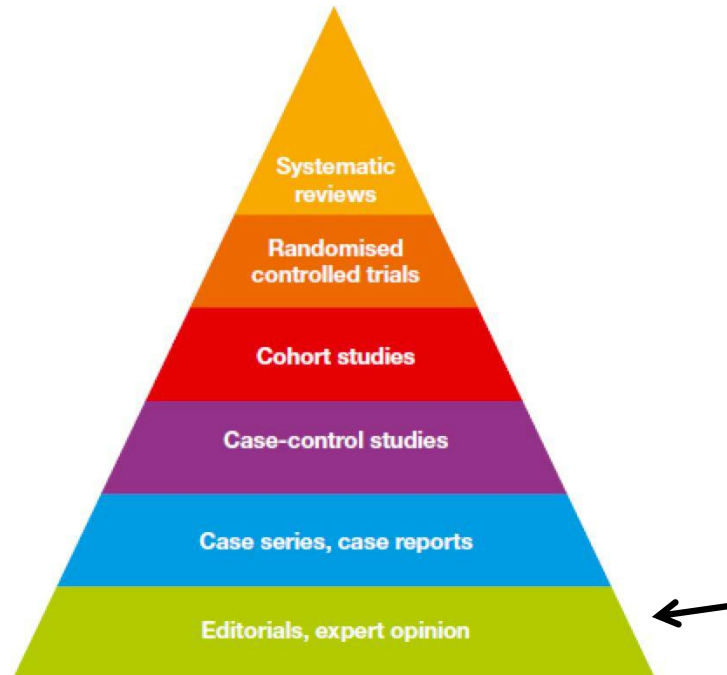 Systematic
reviews
Randomised
controlled trials
Cohort studies
Case-control studies
Case series, case reports
Editorials, expert opinion